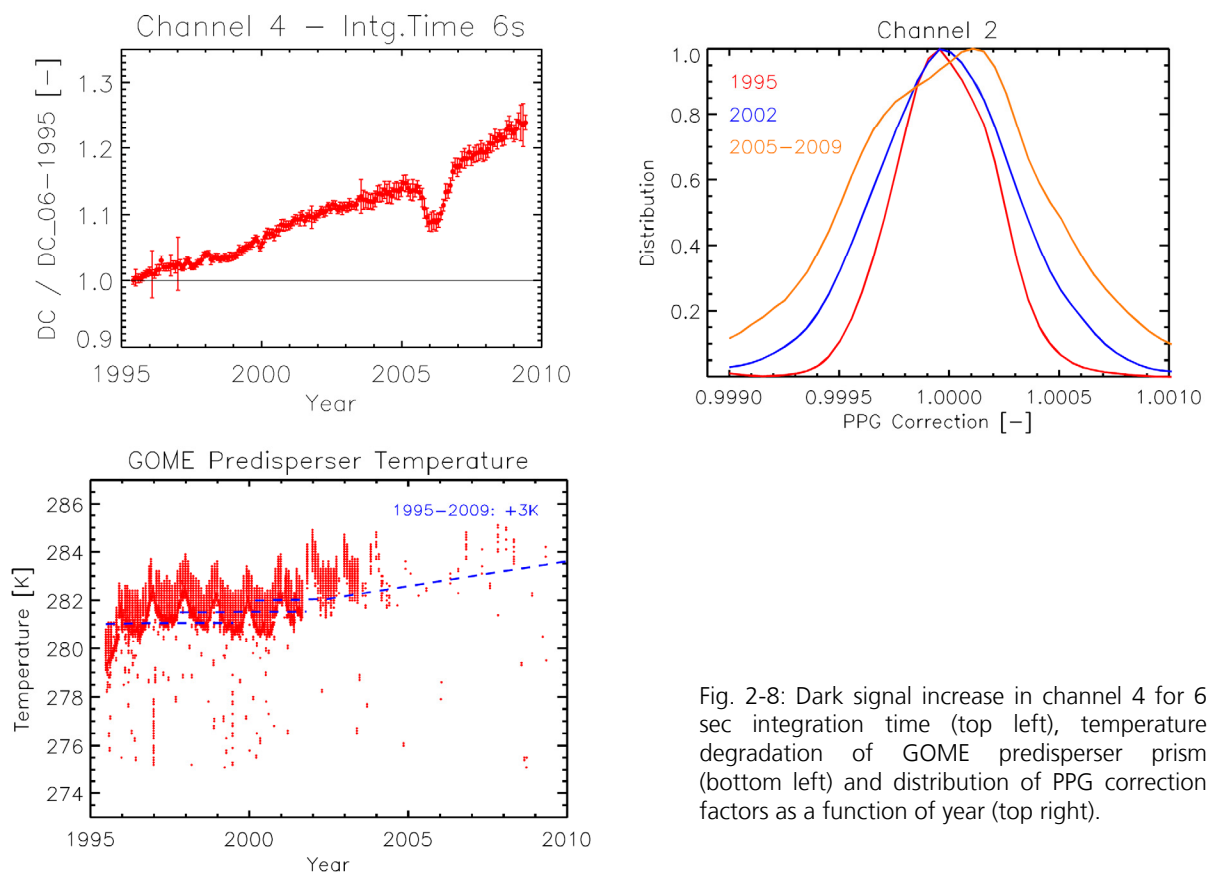 Channel 4 – Intg.Time 6s
DC / DC_06–1995 [–]
1.3
1.2
1.1
1.0
0.9
1995
2000
2005
2010
Year
Channel 2
1995
2002
2005–2009
Distribution
1.0
0.8
0.6
0.4
0.2
0.9990
0.9995
1.0000
1.0005
1.0010
PPG Correction [–]
GOME Predisperser Temperature
1995–2009: +3K
Temperature [K]
286
284
282
280
278
276
274
1995
2000
2005
2010
Year
Fig. 2-8: Dark signal increase in channel 4 for 6
sec integration time (top left), temperature
degradation of GOME predisperser prism
(bottom left) and distribution of PPG correction
factors as a function of year (top right).